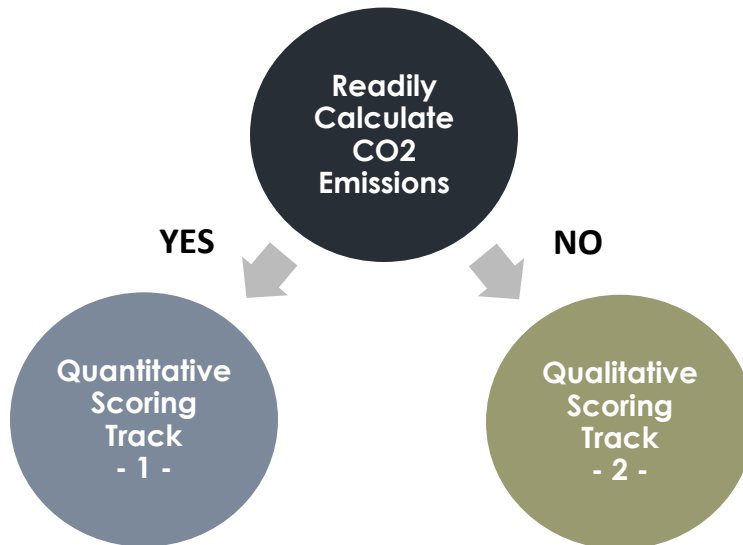 Readily
Calculate
CO2
Emissions
YES
NO
Quantitative
Scoring
Track
- 1 -
Qualitative
Scoring
Track
- 2 -